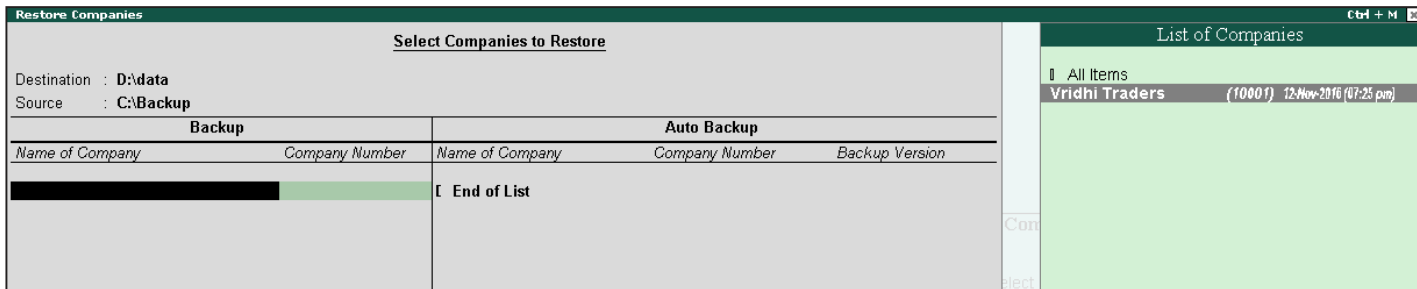 Restore Companies Ctrl + M
Select Companies to Restore
Destination : D:\data
Source : C:\Backup
Backup Auto Backup
Name of Company Company Number Name of Company Company Number Backup Version
End of List
List of Companies
All Items
Vridhi Traders (10001) 12-Nov-2016 (07:25 pm)
Com
elect